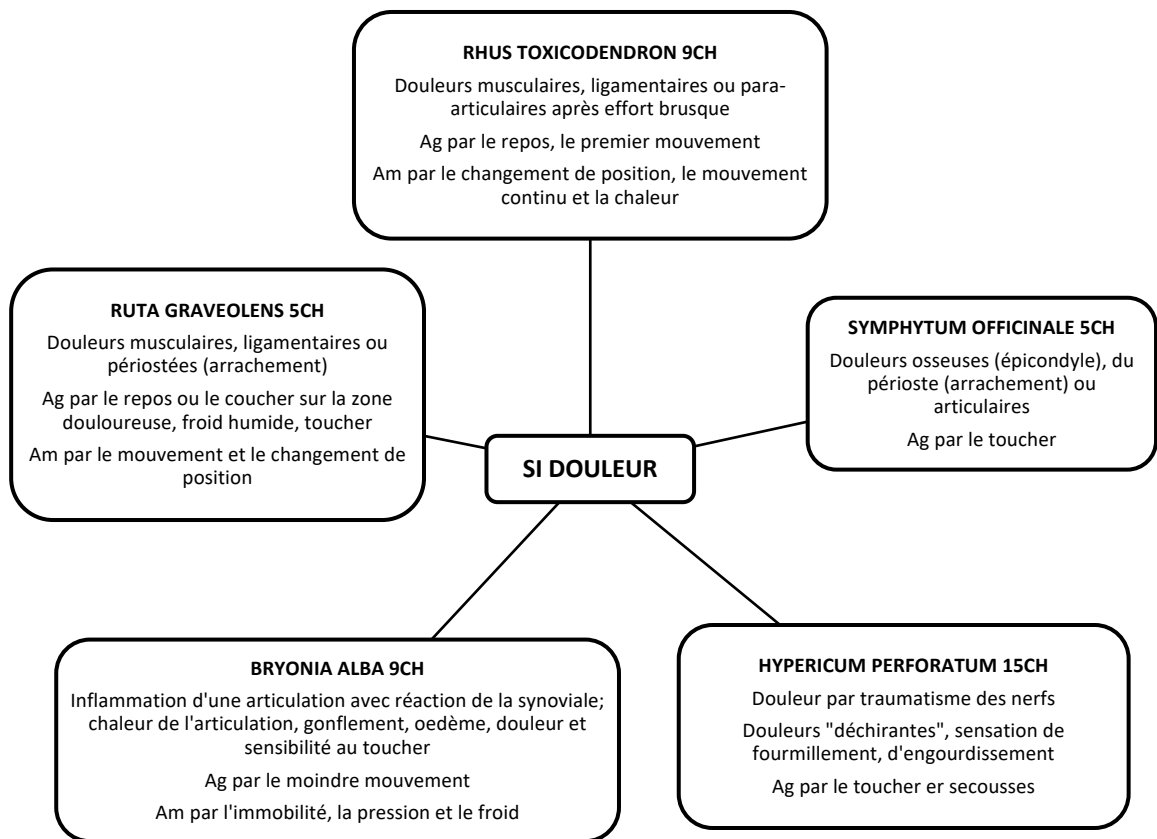 RHUS TOXICODENDRON 9CH
Douleurs musculaires, ligamentaires ou para-
articulaires après effort brusque
Ag par le repos, le premier mouvement
Am par le changement de position, le mouvement
continu et la chaleur
RUTA GRAVEOLENS 5CH
Douleurs musculaires, ligamentaires ou
périostées (arrachement)
Ag par le repos ou le coucher sur la zone
douloureuse, froid humide, toucher
Am par le mouvement et le changement de
position
SYMPHYTUM OFFICINALE 5CH
Douleurs osseuses (épicondyle), du
périoste (arrachement) ou
articulaires
Ag par le toucher
SI DOULEUR
BRYONIA ALBA 9CH
Inflammation d'une articulation avec réaction de la synoviale;
chaleur de l'articulation, gonflement, oedème, douleur et
sensibilité au toucher
Ag par le moindre mouvement
Am par l'immobilité, la pression et le froid
HYPERICUM PERFORATUM 15CH
Douleur par traumatisme des nerfs
Douleurs "déchirantes", sensation de
fourmillement, d'engourdissement
Ag par le toucher er secousses